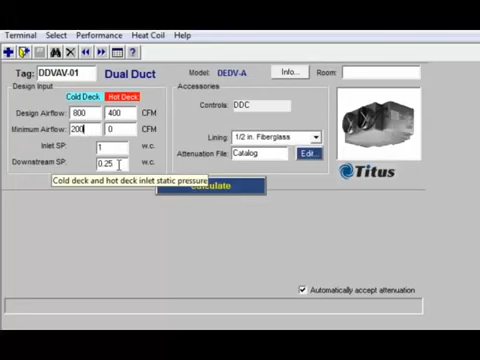 Terminal Select Performance Heat Coil Help
Tag: DDVAV-01 Dual Duct Model: DEDV-A Info... Room:
Design Input Accessories
Cold Deck Hot Deck
Design Airflow: 800 400 CFM Controls: DDC
Minimum Airflow: 200 0 CFM
Inlet SP: 1 w.c. Lining: 1/2 in. Fiberglass
Downstream SP: 0.25 w.c. Attenuation File: Catalog Edit...
Titus
Cold deck and hot deck inlet static pressure
Calculate
Automatically accept attenuation